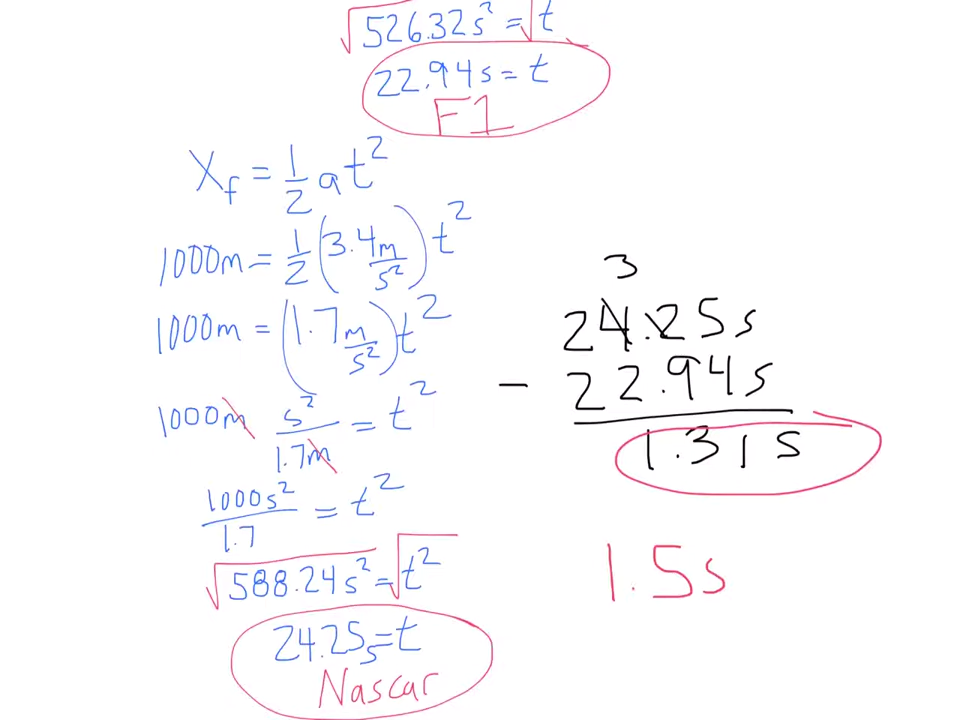 √526.32s² = √t
22.94s = t
F1
X_f = 1/2 at²
1000m = 1/2 (3.4 m/s²) t²
1000m = (1.7 m/s²) t²
1000m s²/1.7m = t²
1000s²/1.7 = t²
√588.24s² = √t²
24.25s = t
Nascar
3
24.25s
- 22.94s
1.31s
1.5s